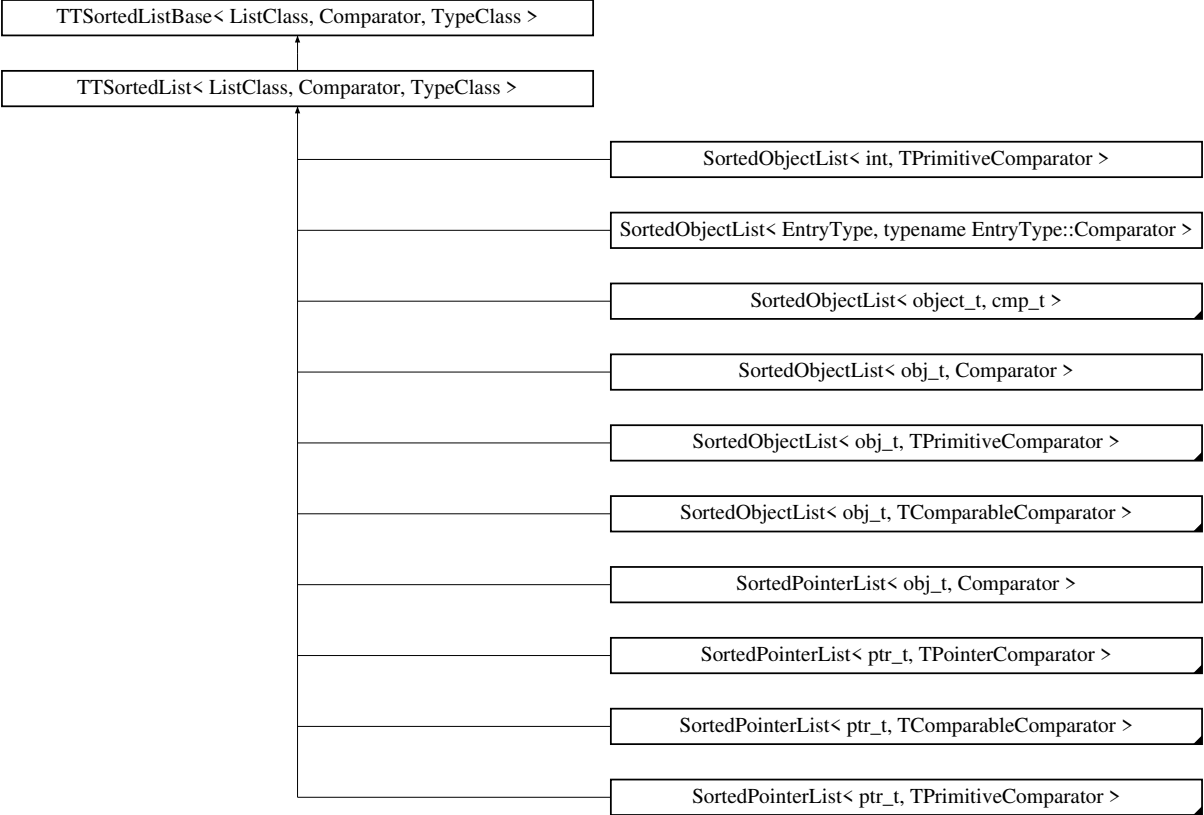 TTSortedListBase< ListClass, Comparator, TypeClass >
TTSortedList< ListClass, Comparator, TypeClass >
SortedObjectList< int, TPrimitiveComparator >
SortedObjectList< EntryType, typename EntryType::Comparator >
SortedObjectList< object_t, cmp_t >
SortedObjectList< obj_t, Comparator >
SortedObjectList< obj_t, TPrimitiveComparator >
SortedObjectList< obj_t, TComparableComparator >
SortedPointerList< obj_t, Comparator >
SortedPointerList< ptr_t, TPointerComparator >
SortedPointerList< ptr_t, TComparableComparator >
SortedPointerList< ptr_t, TPrimitiveComparator >